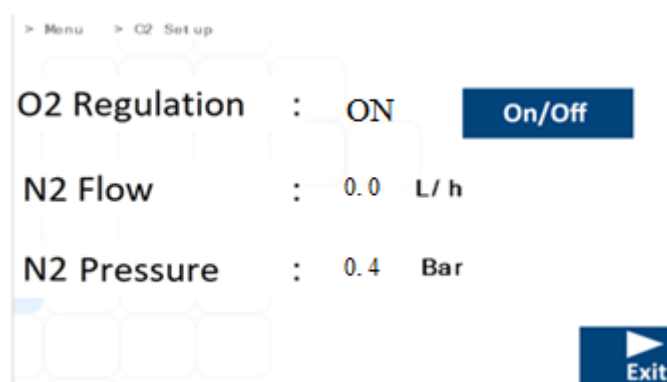 > Menu > O2 Set up
O2 Regulation : ON On/Off
N2 Flow : 0.0 L/h
N2 Pressure : 0.4 Bar
Exit